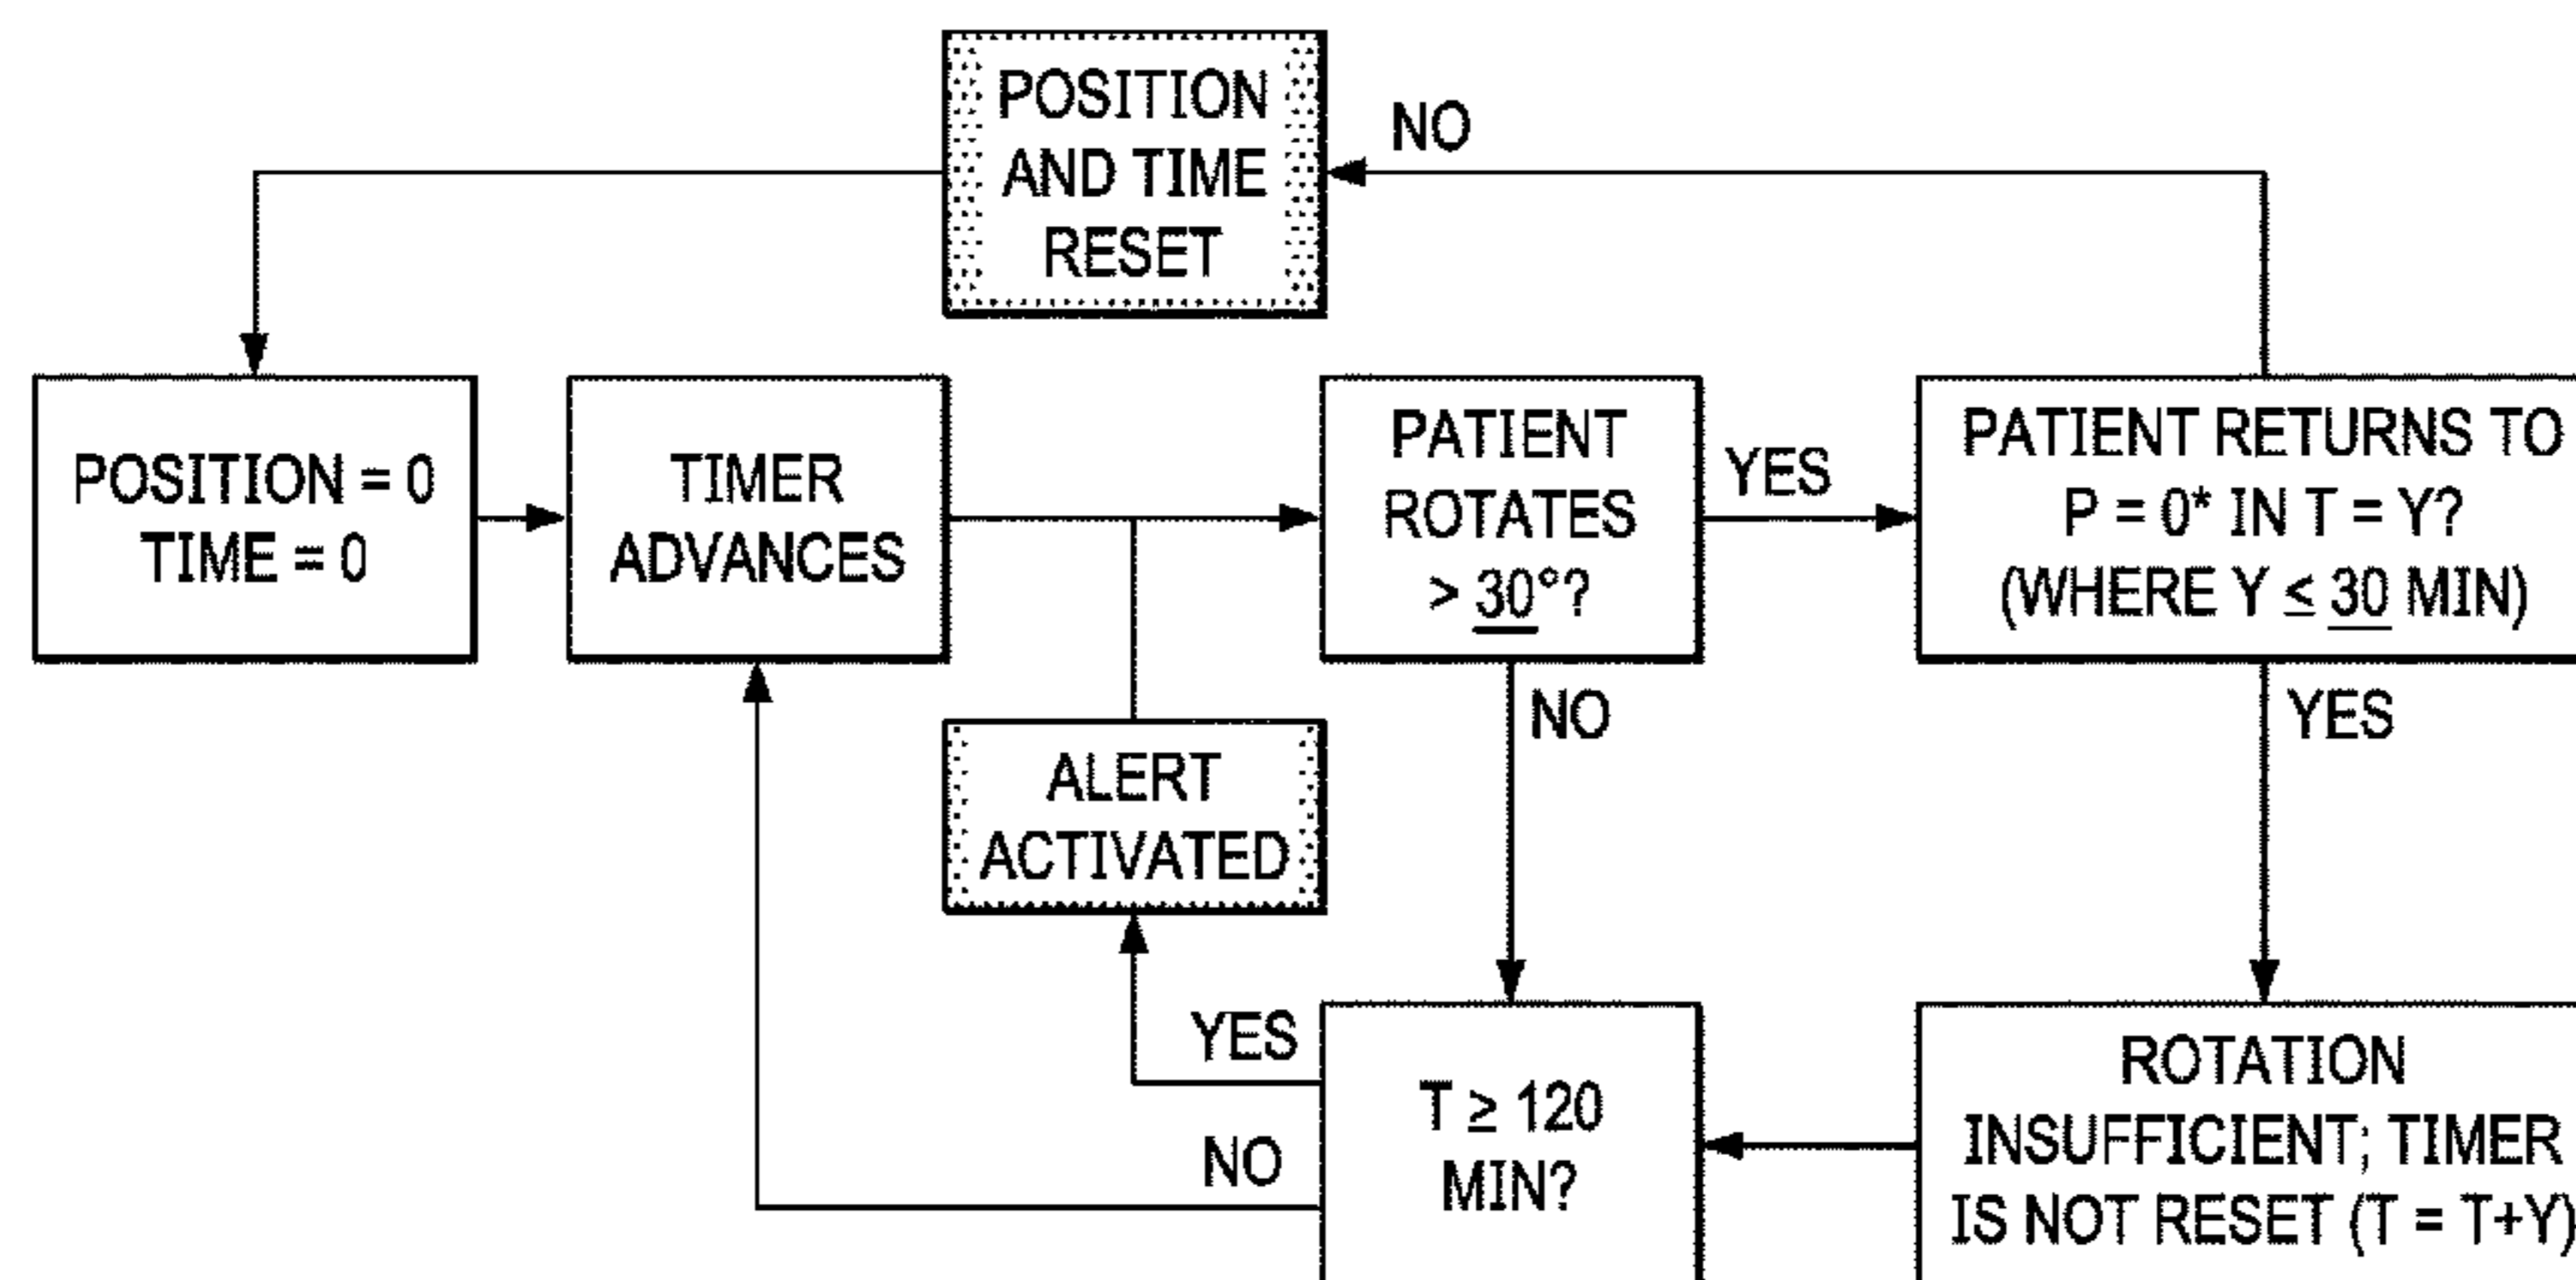 POSITION
AND TIME
RESET
NO
POSITION = 0
TIME = 0
TIMER
ADVANCES
PATIENT
ROTATES
> 30°?
YES
PATIENT RETURNS TO
P = 0* IN T = Y?
(WHERE Y ≤ 30 MIN)
NO
YES
ALERT
ACTIVATED
YES
NO
T ≥ 120
MIN?
ROTATION
INSUFFICIENT; TIMER
IS NOT RESET (T = T+Y)